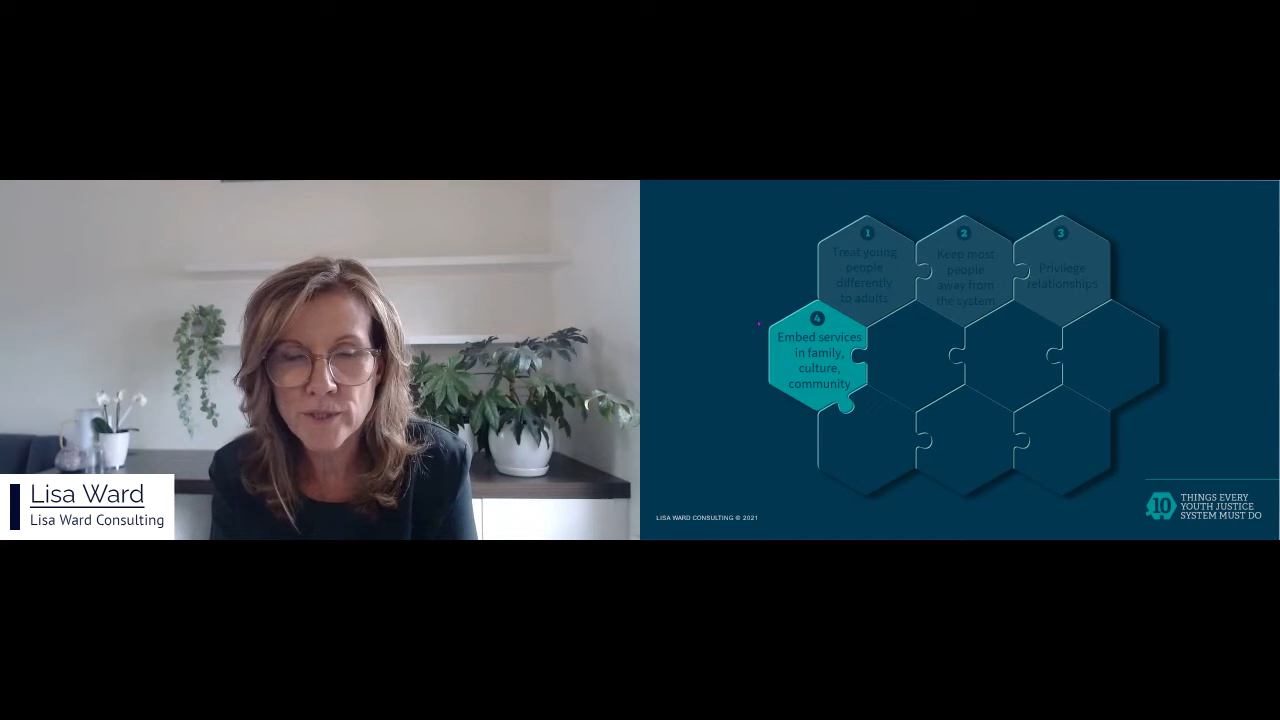 Lisa Ward
Lisa Ward Consulting
1
Treat young
people
differently
to adults
2
Keep most
people
away from
the system
3
Privilege
relationships
4
Embed services
in family,
culture,
community
LISA WARD CONSULTING © 2021
10
THINGS EVERY
YOUTH JUSTICE
SYSTEM MUST DO